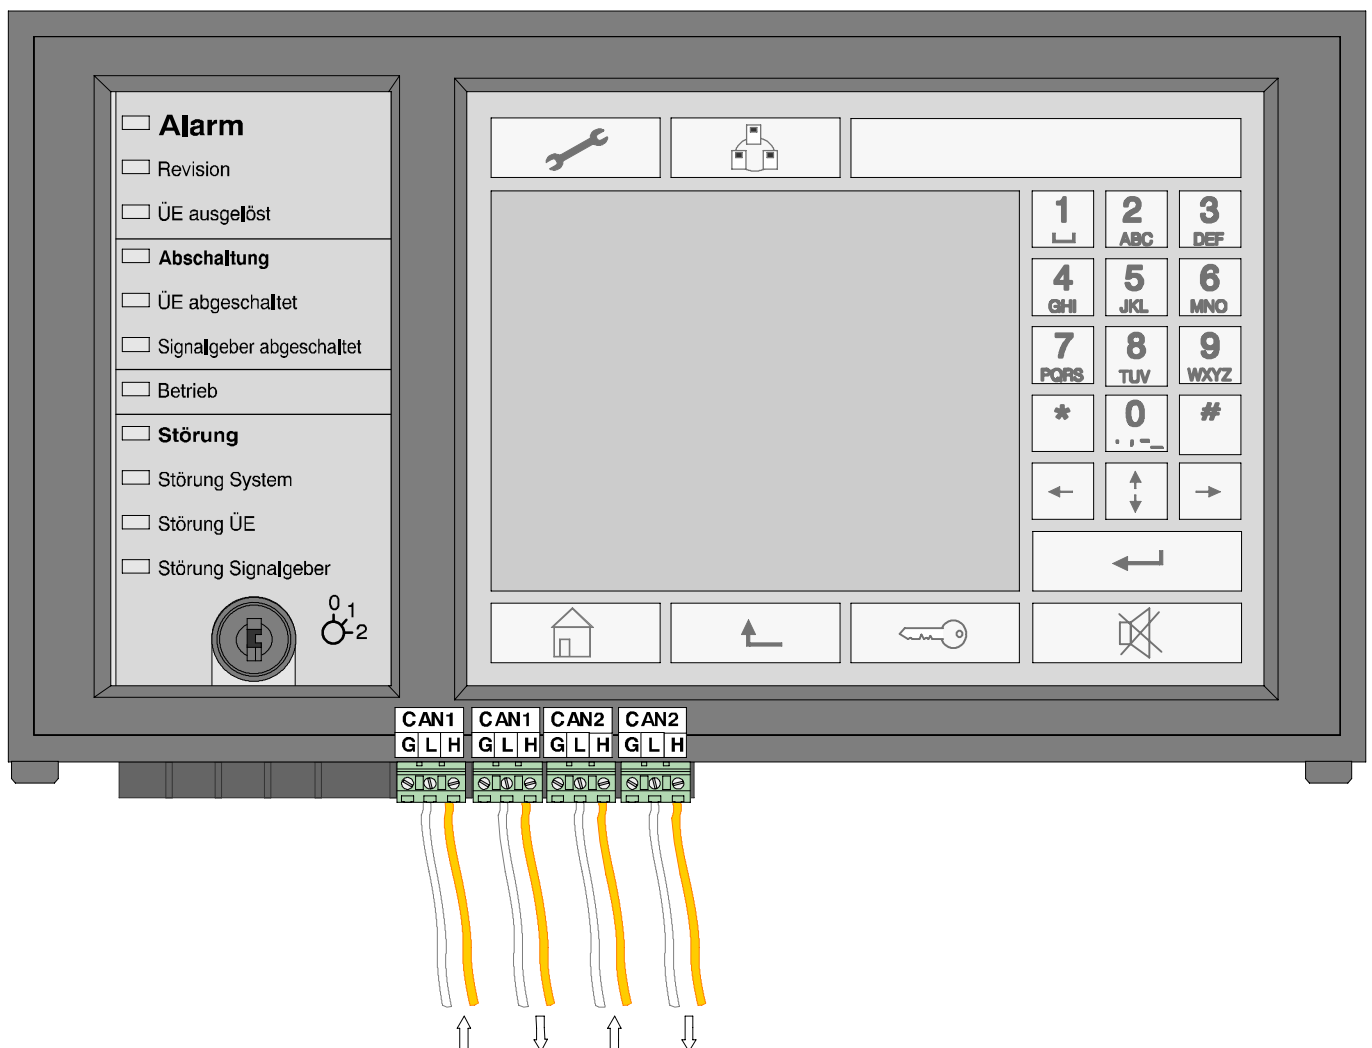 Alarm
Revision
ÜE ausgelöst
Abschaltung
ÜE abgeschaltet
Signalgeber abgeschaltet
Betrieb
Störung
Störung System
Störung ÜE
Störung Signalgeber
0
1
2
1 2 3
ABC DEF
4 5 6
GHI JKL MNO
7 8 9
PQRS TUV WXYZ
* 0 #
. , - _
CAN1 CAN1 CAN2 CAN2
G L H G L H G L H G L H